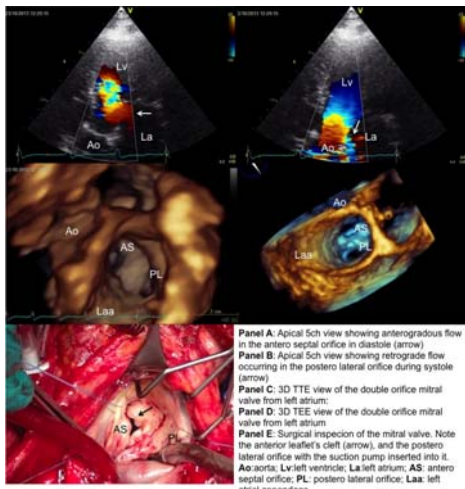 V
V
Lv
La
Ao
Lv
La
Ao
Ao
AS
PL
Laa
Ao
AS
PL
Laa
AS
PL
Panel A: Apical 5ch view showing anterogradous flow
in the antero septal orifice in diastole (arrow)
Panel B: Apical 5ch view showing retrograde flow
occurring in the postero lateral orifice during systole
(arrow)
Panel C: 3D TTE view of the double orifice mitral
valve from left atrium;
Panel D: 3D TEE view of the double orifice mitral
valve from left atrium
Panel E: Surgical inspecion of the mitral valve. Note
the anterior leaflet's cleft (arrow), and the postero
lateral orifice with the suction pump inserted into it.
Ao:aorta; Lv:left ventricle; La:left atrium; AS: antero
septal orifice; PL: postero lateral orifice; Laa: left
atrial appendage